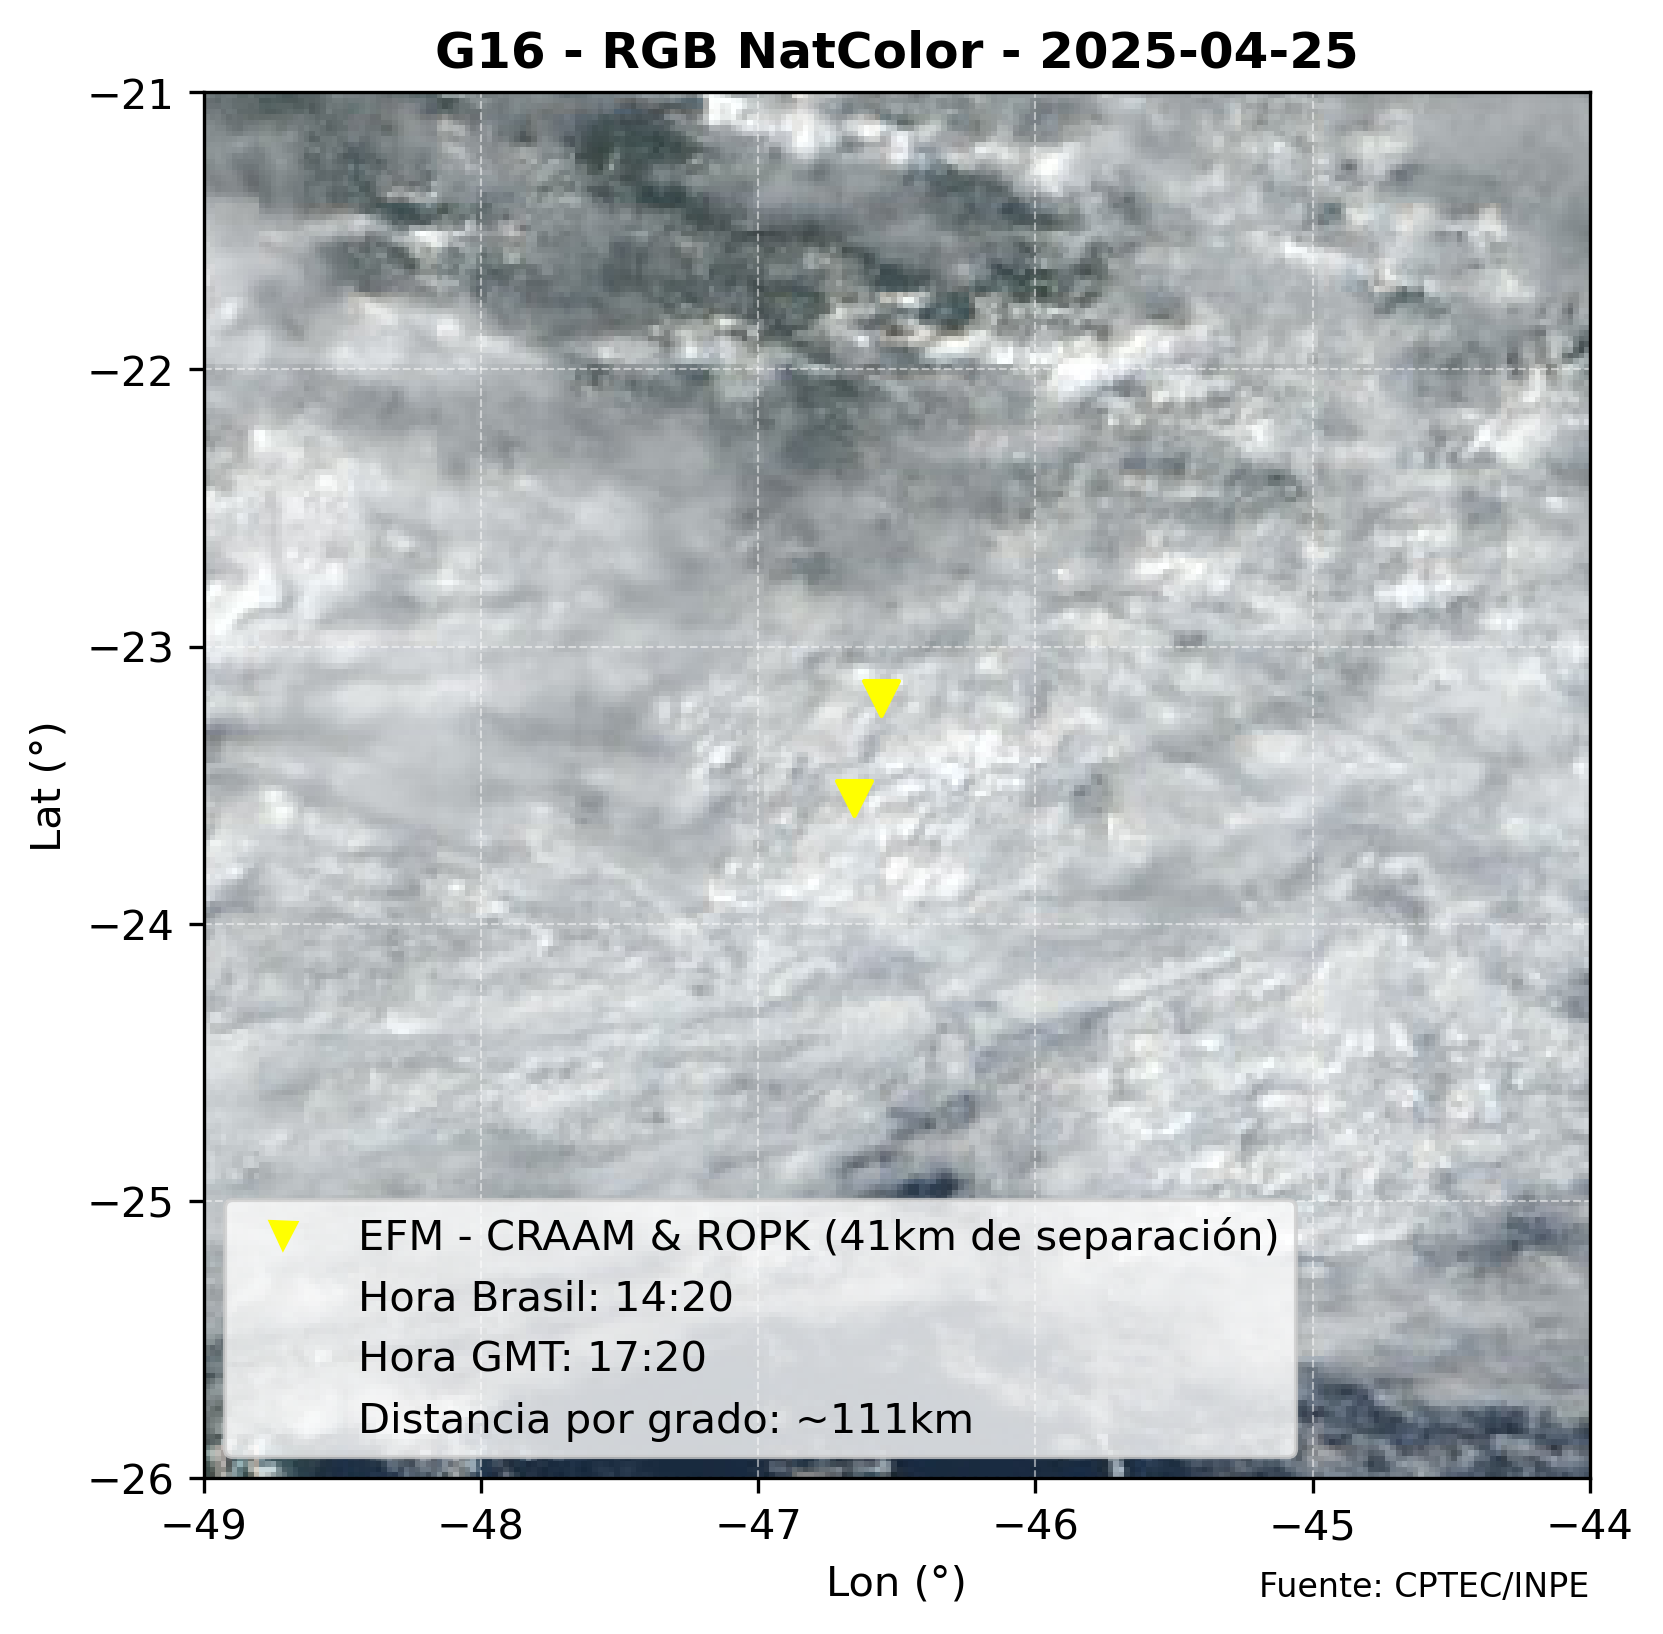 G16 - RGB NatColor - 2025-04-25
−21
−22
−23
−24
−25
−26
Lat (°)
EFM - CRAAM & ROPK (41km de separación)
Hora Brasil: 14:20
Hora GMT: 17:20
Distancia por grado: ~111km
−49 −48 −47 −46 −45 −44
Lon (°)
Fuente: CPTEC/INPE